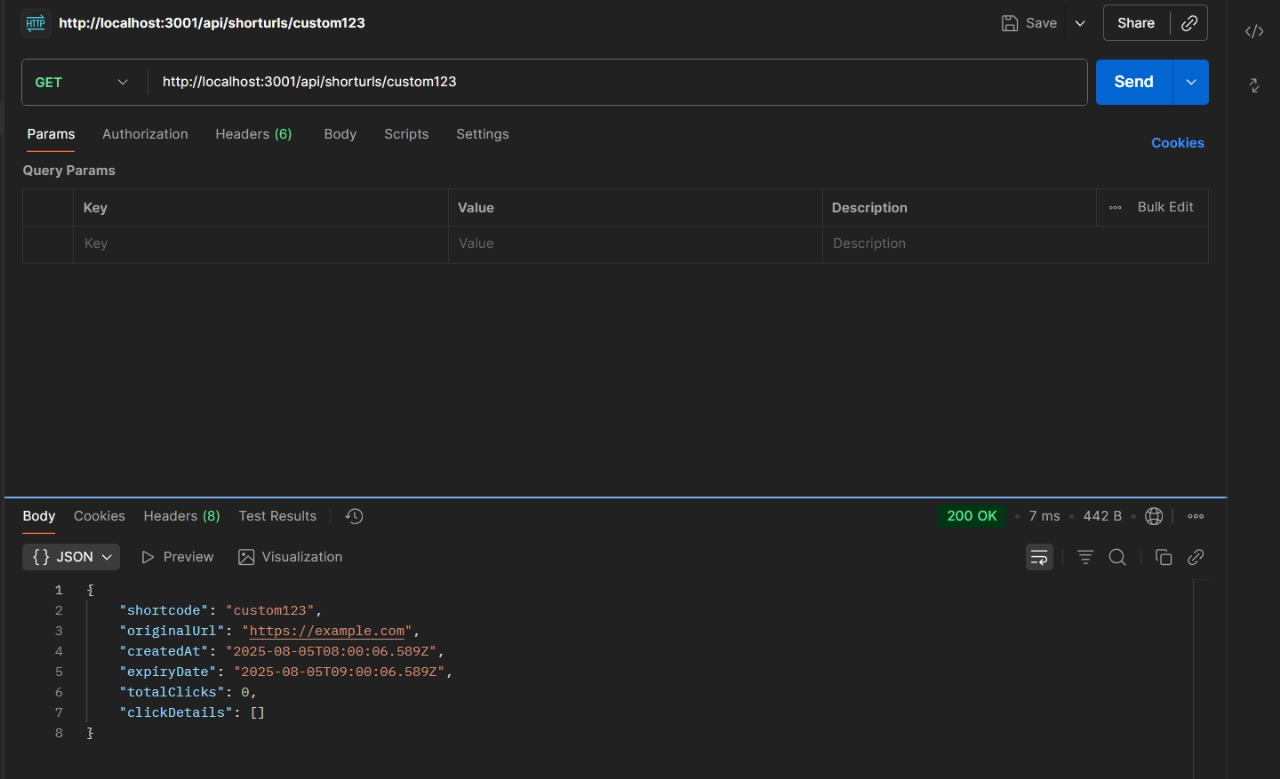 HTTP http://localhost:3001/api/shorturls/custom123 Save Share
GET http://localhost:3001/api/shorturls/custom123 Send
Params Authorization Headers (6) Body Scripts Settings Cookies
Query Params
Key Value Description Bulk Edit
Key Value Description
Body Cookies Headers (8) Test Results 200 OK 7 ms 442 B
{} JSON Preview Visualization
1 {
2 "shortcode": "custom123",
3 "originalUrl": "https://example.com",
4 "createdAt": "2025-08-05T08:00:06.589Z",
5 "expiryDate": "2025-08-05T09:00:06.589Z",
6 "totalClicks": 0,
7 "clickDetails": []
8 }